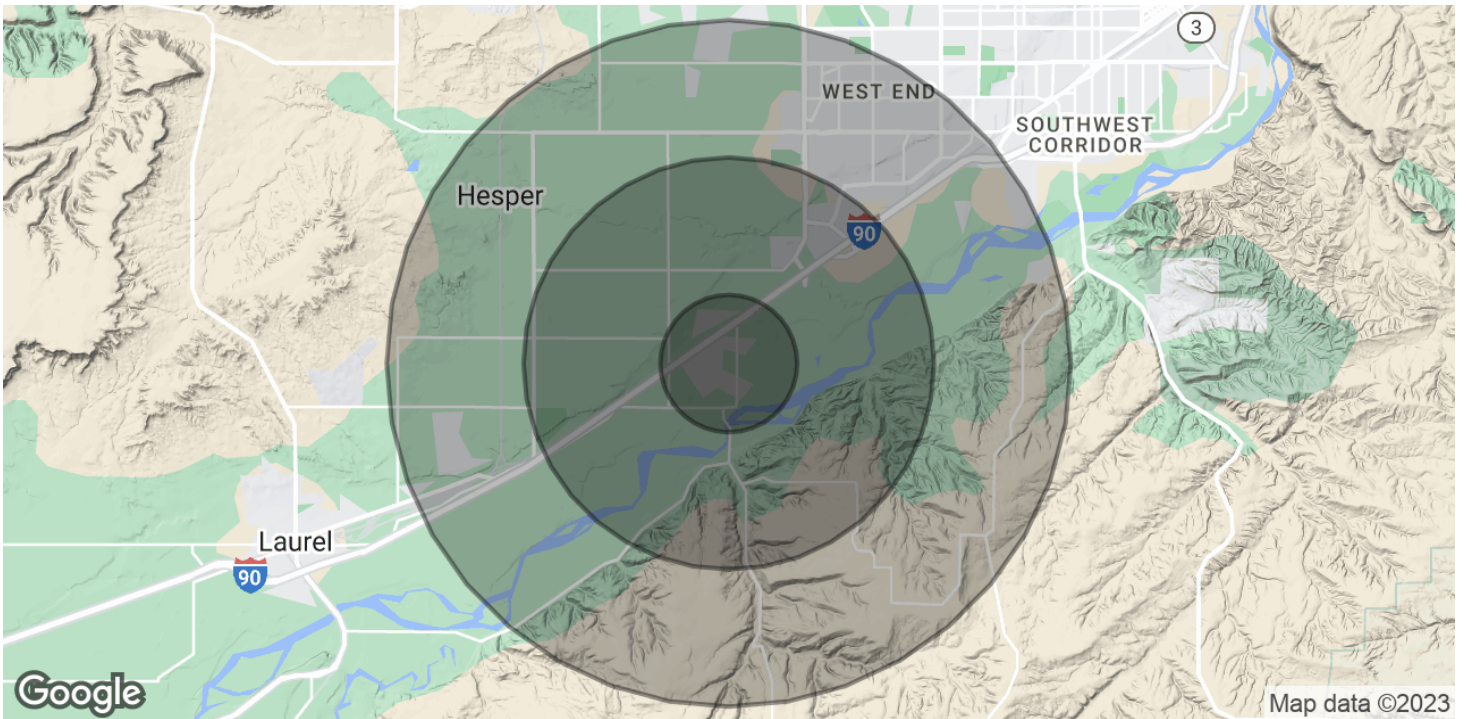 3
WEST END
SOUTHWEST
CORRIDOR
Hesper
90
Laurel
90
Google
Map data ©2023